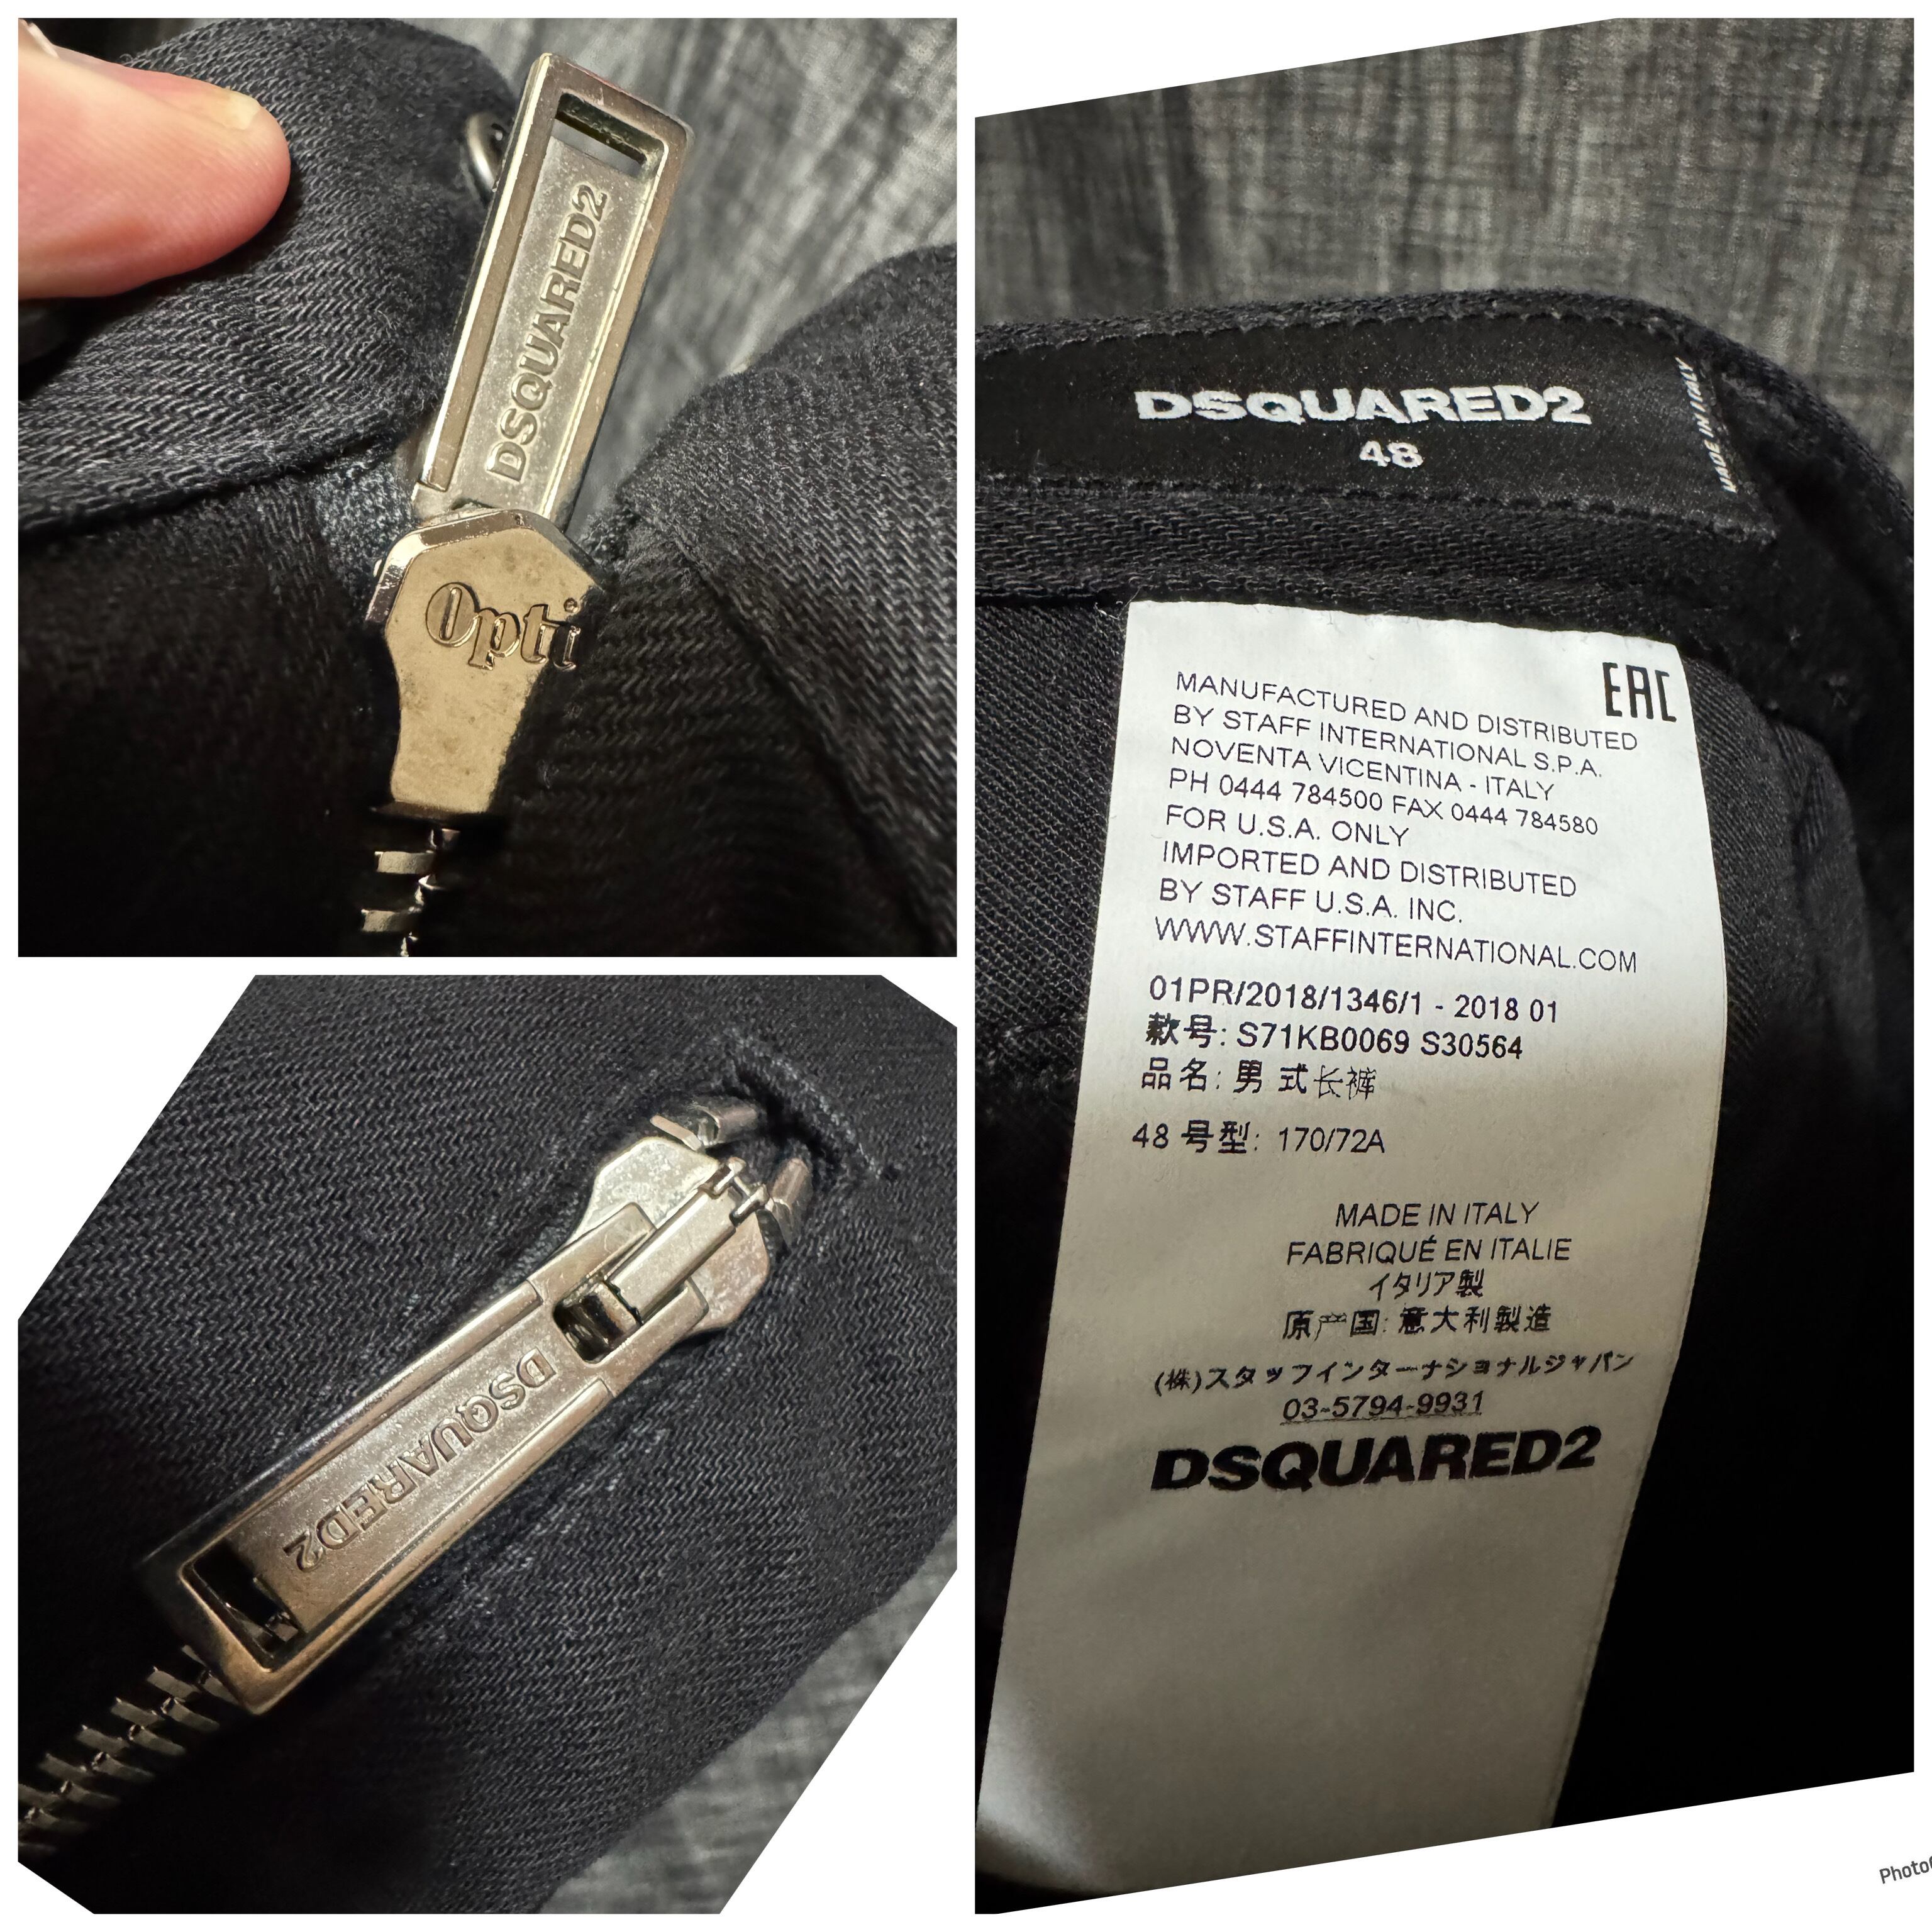 DSQUARED2
Opti
DSQUARED2
DSQUARED2
48
MADE IN ITALY
EAC
MANUFACTURED AND DISTRIBUTED
BY STAFF INTERNATIONAL S.P.A.
NOVENTA VICENTINA - ITALY
PH 0444 784500 FAX 0444 784580
FOR U.S.A. ONLY
IMPORTED AND DISTRIBUTED
BY STAFF U.S.A. INC.
WWW.STAFFINTERNATIONAL.COM
01PR/2018/1346/1 - 2018 01
款号: S71KB0069 S30564
品名: 男式长裤
48 号型: 170/72A
MADE IN ITALY
FABRIQUÉ EN ITALIE
イタリア製
原产国: 意大利製造
(株)スタッフインターナショナルジャパン
03-5794-9931
DSQUARED2